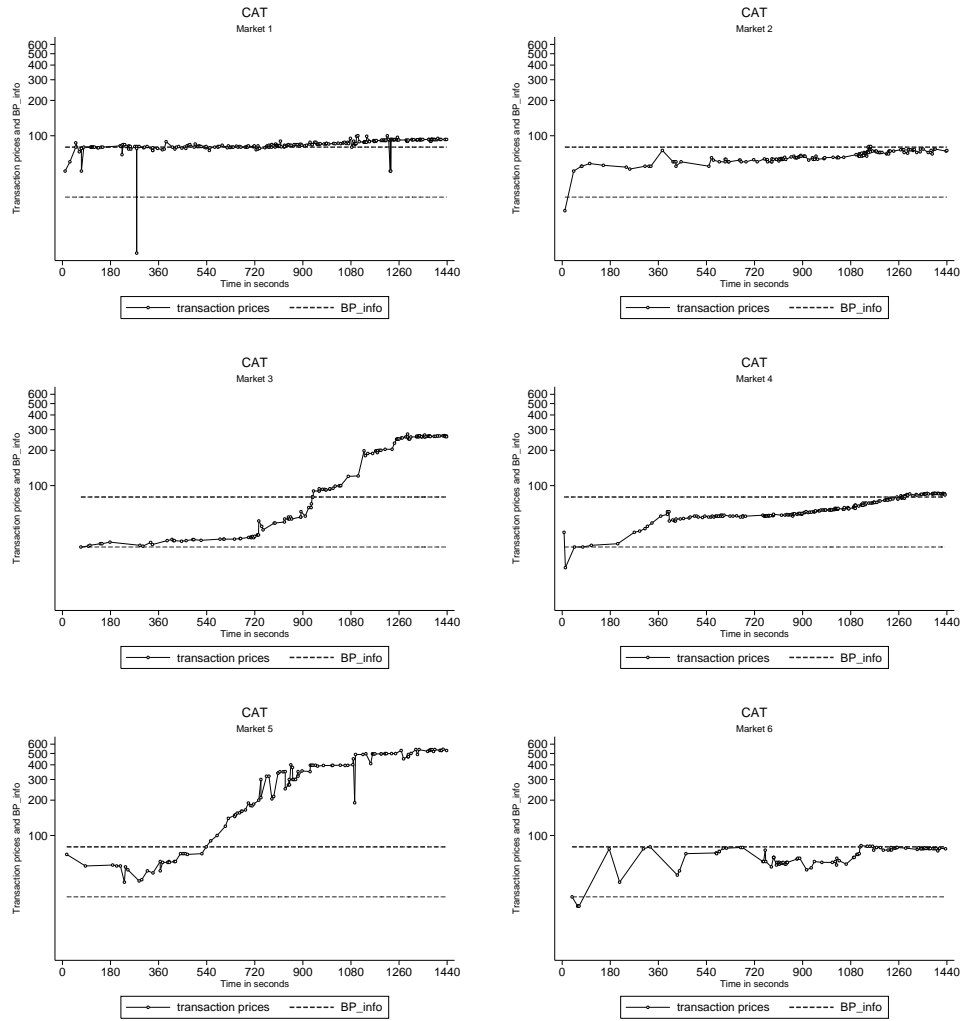 CAT
Market 1
Transaction prices and BP_info
600
500
400
300
200
100
0 180 360 540 720 900 1080 1260 1440
Time in seconds
transaction prices BP_info
CAT
Market 2
Transaction prices and BP_info
600
500
400
300
200
100
0 180 360 540 720 900 1080 1260 1440
Time in seconds
transaction prices BP_info
CAT
Market 3
Transaction prices and BP_info
600
500
400
300
200
100
0 180 360 540 720 900 1080 1260 1440
Time in seconds
transaction prices BP_info
CAT
Market 4
Transaction prices and BP_info
600
500
400
300
200
100
0 180 360 540 720 900 1080 1260 1440
Time in seconds
transaction prices BP_info
CAT
Market 5
Transaction prices and BP_info
600
500
400
300
200
100
0 180 360 540 720 900 1080 1260 1440
Time in seconds
transaction prices BP_info
CAT
Market 6
Transaction prices and BP_info
600
500
400
300
200
100
0 180 360 540 720 900 1080 1260 1440
Time in seconds
transaction prices BP_info